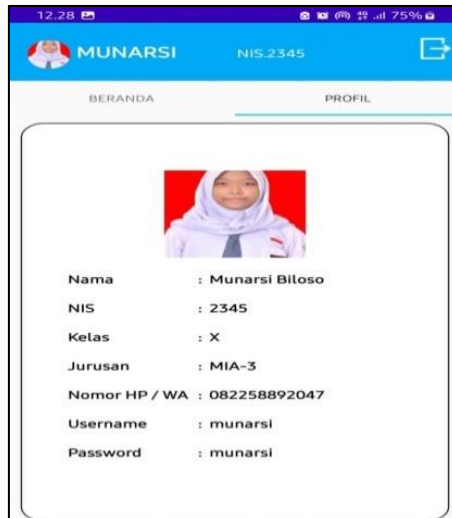 12.28 75%
MUNARSI NIS.2345
BERANDA PROFIL
Nama : Munarsi Biloso
NIS : 2345
Kelas : X
Jurusan : MIA-3
Nomor HP / WA : 082258892047
Username : munarsi
Password : munarsi